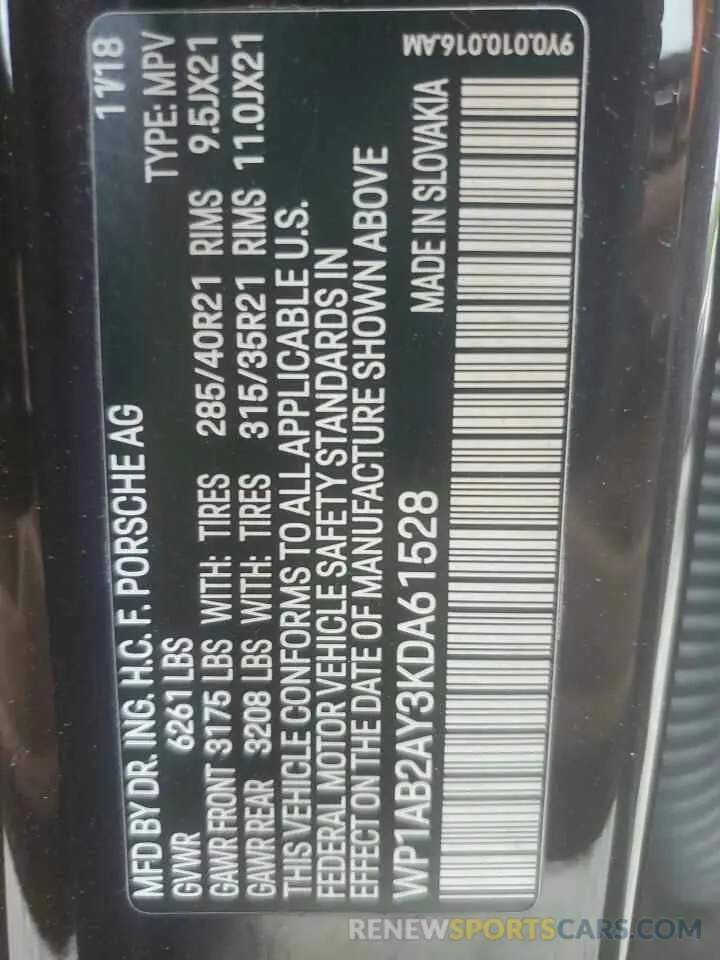 MFD BY DR. ING. H.C. F. PORSCHE AG 11/18
GVWR 6261 LBS TYPE: MPV
GAWR FRONT 3175 LBS WITH: TIRES 285/40R21 RIMS 9.5JX21
GAWR REAR 3208 LBS WITH: TIRES 315/35R21 RIMS 11.0JX21
THIS VEHICLE CONFORMS TO ALL APPLICABLE U.S.
FEDERAL MOTOR VEHICLE SAFETY STANDARDS IN
EFFECT ON THE DATE OF MANUFACTURE SHOWN ABOVE
WP1AB2AY3KDA61528 MADE IN SLOVAKIA
9Y0.010.016.AM
RENEWSPORTSCARS.COM